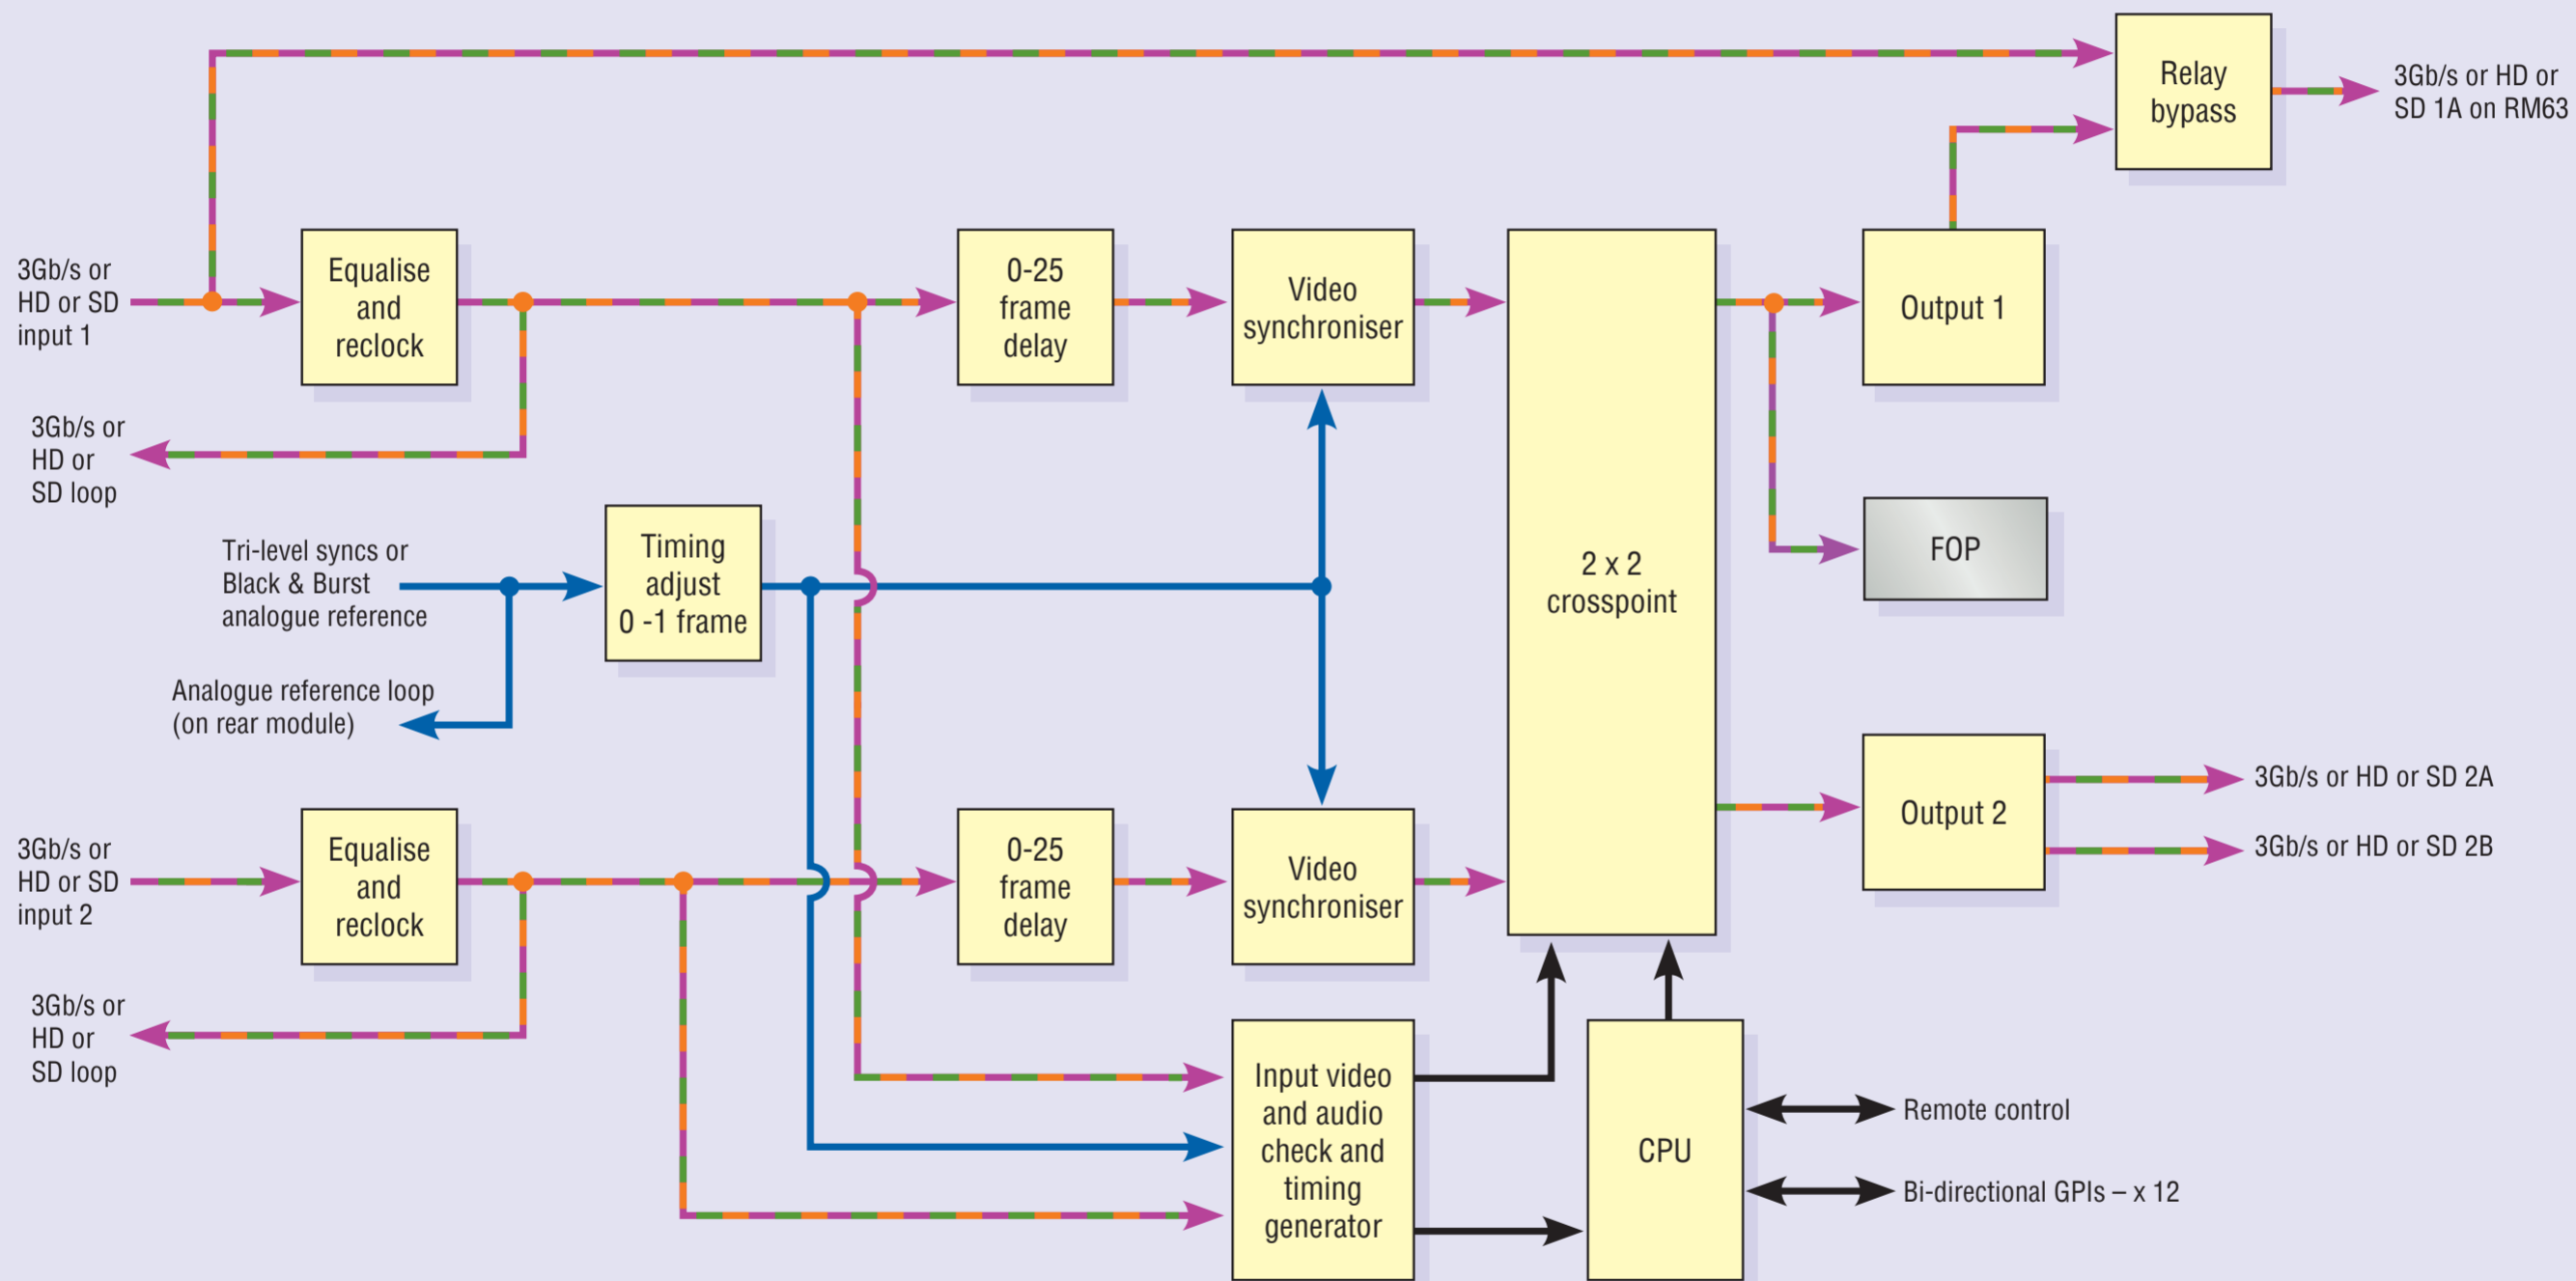 Relay
bypass
3Gb/s or HD or
SD 1A on RM63
3Gb/s or
HD or SD
input 1
Equalise
and
reclock
0-25
frame
delay
Video
synchroniser
2 x 2
crosspoint
Output 1
3Gb/s or
HD or
SD loop
Tri-level syncs or
Black & Burst
analogue reference
Timing
adjust
0 -1 frame
FOP
Analogue reference loop
(on rear module)
3Gb/s or
HD or SD
input 2
Equalise
and
reclock
0-25
frame
delay
Video
synchroniser
Output 2
3Gb/s or HD or SD 2A
3Gb/s or HD or SD 2B
3Gb/s or
HD or
SD loop
Input video
and audio
check and
timing
generator
CPU
Remote control
Bi-directional GPIs – x 12